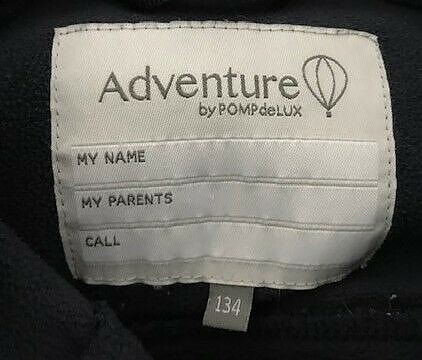 Adventure
by POMPdeLUX
MY NAME
MY PARENTS
CALL
134